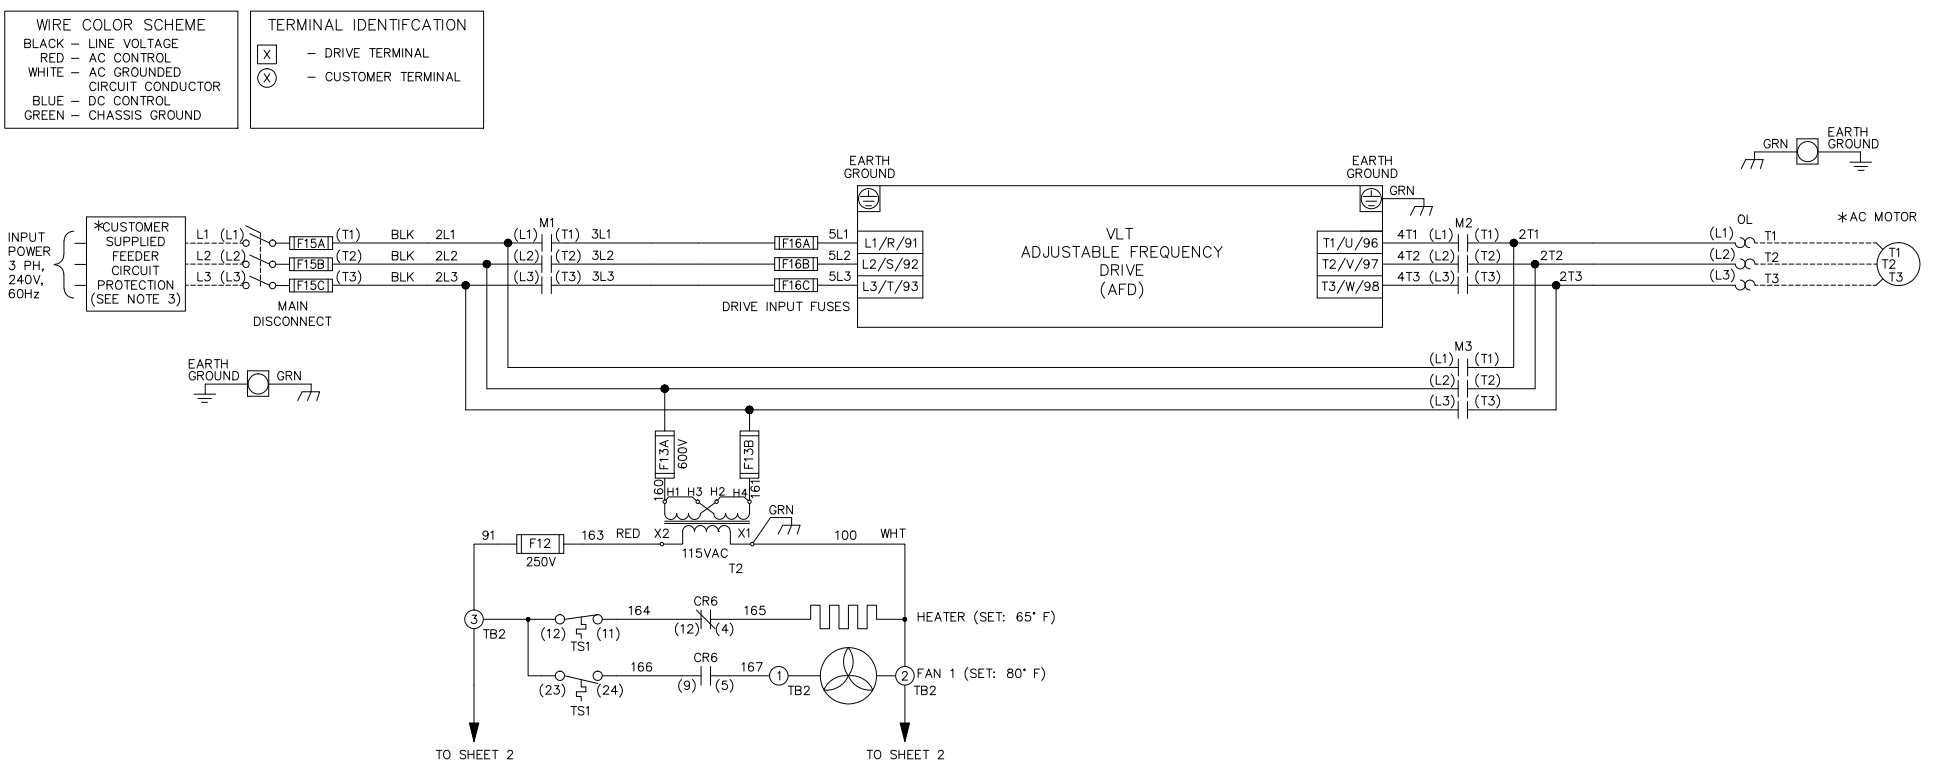 WIRE COLOR SCHEME
BLACK – LINE VOLTAGE
RED – AC CONTROL
WHITE – AC GROUNDED
CIRCUIT CONDUCTOR
BLUE – DC CONTROL
GREEN – CHASSIS GROUND
TERMINAL IDENTIFCATION
X – DRIVE TERMINAL
X – CUSTOMER TERMINAL
INPUT
POWER
3 PH,
240V,
60Hz
*CUSTOMER
SUPPLIED
FEEDER
CIRCUIT
PROTECTION
(SEE NOTE 3)
L1 (L1) F15A (T1) BLK 2L1 (L1) M1 (T1) 3L1 F16A 5L1 L1/R/91
L2 (L2) F15B (T2) BLK 2L2 (L2) (T2) 3L2 F16B 5L2 L2/S/92
L3 (L3) F15C (T3) BLK 2L3 (L3) (T3) 3L3 F16C 5L3 L3/T/93
MAIN
DISCONNECT
DRIVE INPUT FUSES
EARTH
GROUND
VLT
ADJUSTABLE FREQUENCY
DRIVE
(AFD)
EARTH
GROUND
GRN
T1/U/96 4T1 (L1) M2 (T1) 2T1 (L1) OL T1
T2/V/97 4T2 (L2) (T2) 2T2 (L2) T2
T3/W/98 4T3 (L3) (T3) 2T3 (L3) T3
GRN
EARTH
GROUND
*AC MOTOR
T1
T2
T3
M3
(L1) (T1)
(L2) (T2)
(L3) (T3)
EARTH
GROUND
GRN
F13A
600V
F13B
160
H1 H3 H2 H4
161
GRN
91 F12 163 RED X2 X1 100 WHT
250V
115VAC
T2
3
TB2
(12) (11)
TS1
164
CR6
(12) (4)
165
HEATER (SET: 65° F)
(23) (24)
TS1
166
CR6
(9) (5)
167
1
TB2
2
TB2
FAN 1 (SET: 80° F)
TO SHEET 2
TO SHEET 2